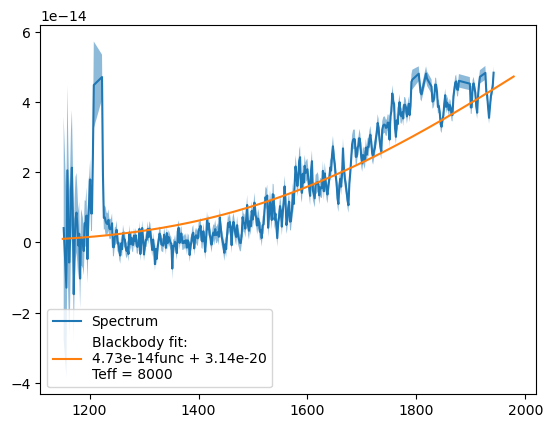 1e−14
6
4
2
0
−2
−4
Spectrum
Blackbody fit:
4.73e-14func + 3.14e-20
Teff = 8000
1200 1400 1600 1800 2000